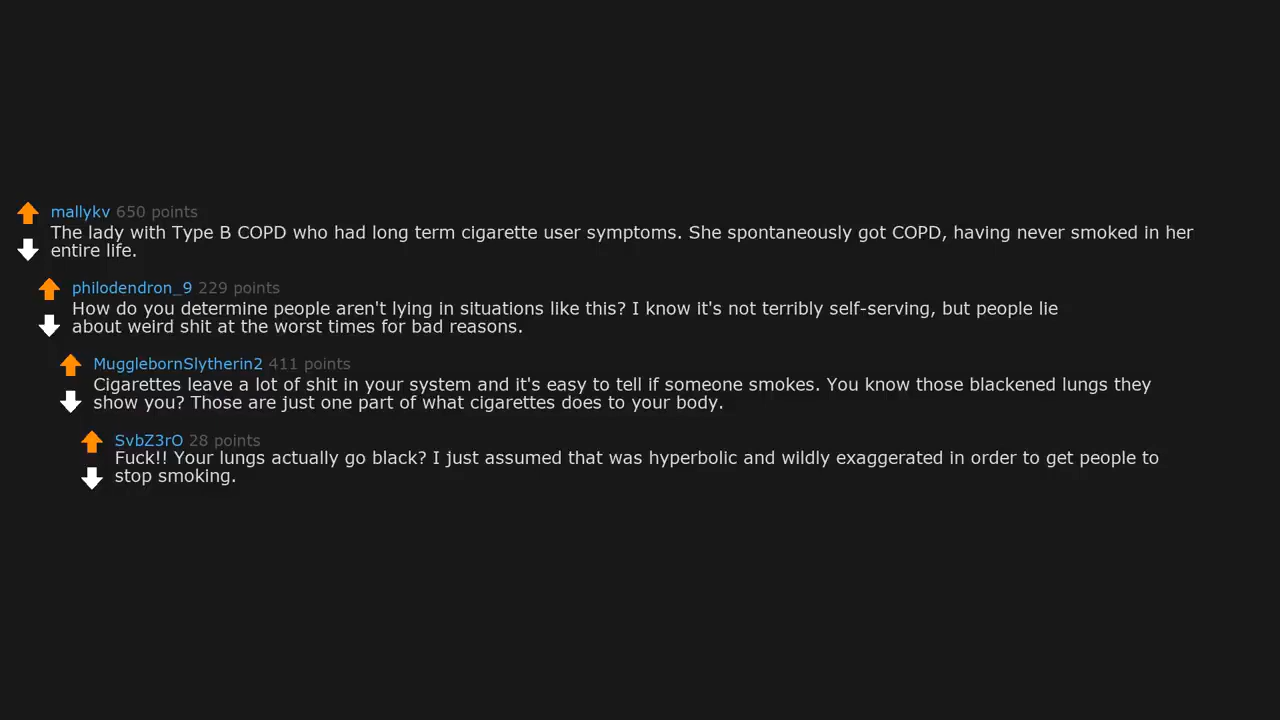 mallykv 650 points
The lady with Type B COPD who had long term cigarette user symptoms. She spontaneously got COPD, having never smoked in her
entire life.
philodendron_9 229 points
How do you determine people aren't lying in situations like this? I know it's not terribly self-serving, but people lie
about weird shit at the worst times for bad reasons.
MugglebornSlytherin2 411 points
Cigarettes leave a lot of shit in your system and it's easy to tell if someone smokes. You know those blackened lungs they
show you? Those are just one part of what cigarettes does to your body.
SvbZ3rO 28 points
Fuck!! Your lungs actually go black? I just assumed that was hyperbolic and wildly exaggerated in order to get people to
stop smoking.